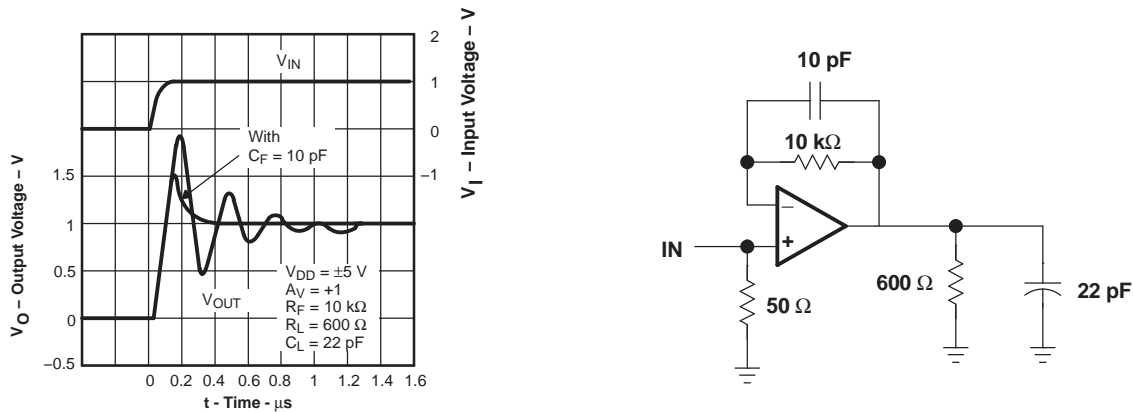 2
1
0
−1
V_I – Input Voltage – V
V_IN
With
C_F = 10 pF
1.5
1
0.5
0
−0.5
V_O – Output Voltage – V
V_OUT
V_DD = ±5 V
A_V = +1
R_F = 10 kΩ
R_L = 600 Ω
C_L = 22 pF
0 0.2 0.4 0.6 0.8 1 1.2 1.4 1.6
t - Time - μs
10 pF
10 kΩ
−
+
IN
50 Ω
600 Ω
22 pF